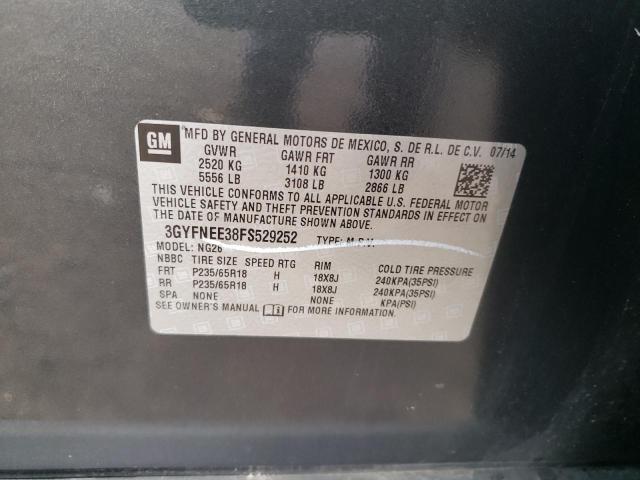 GM
MFD BY GENERAL MOTORS DE MEXICO, S. DE R.L. DE C.V. 07/14
GVWR GAWR FRT GAWR RR
2520 KG 1410 KG 1300 KG
5556 LB 3108 LB 2866 LB
THIS VEHICLE CONFORMS TO ALL APPLICABLE U.S. FEDERAL MOTOR
VEHICLE SAFETY AND THEFT PREVENTION STANDARDS IN EFFECT ON
THE DATE OF MANUFACTURE SHOWN ABOVE.
3GYFNEE38FS529252 TYPE: M.P.V.
MODEL: NG26
NBBC TIRE SIZE SPEED RTG RIM COLD TIRE PRESSURE
FRT P235/65R18 H 18X8J 240KPA(35PSI)
RR P235/65R18 H 18X8J 240KPA(35PSI)
SPA NONE NONE KPA(PSI)
SEE OWNER'S MANUAL FOR MORE INFORMATION.